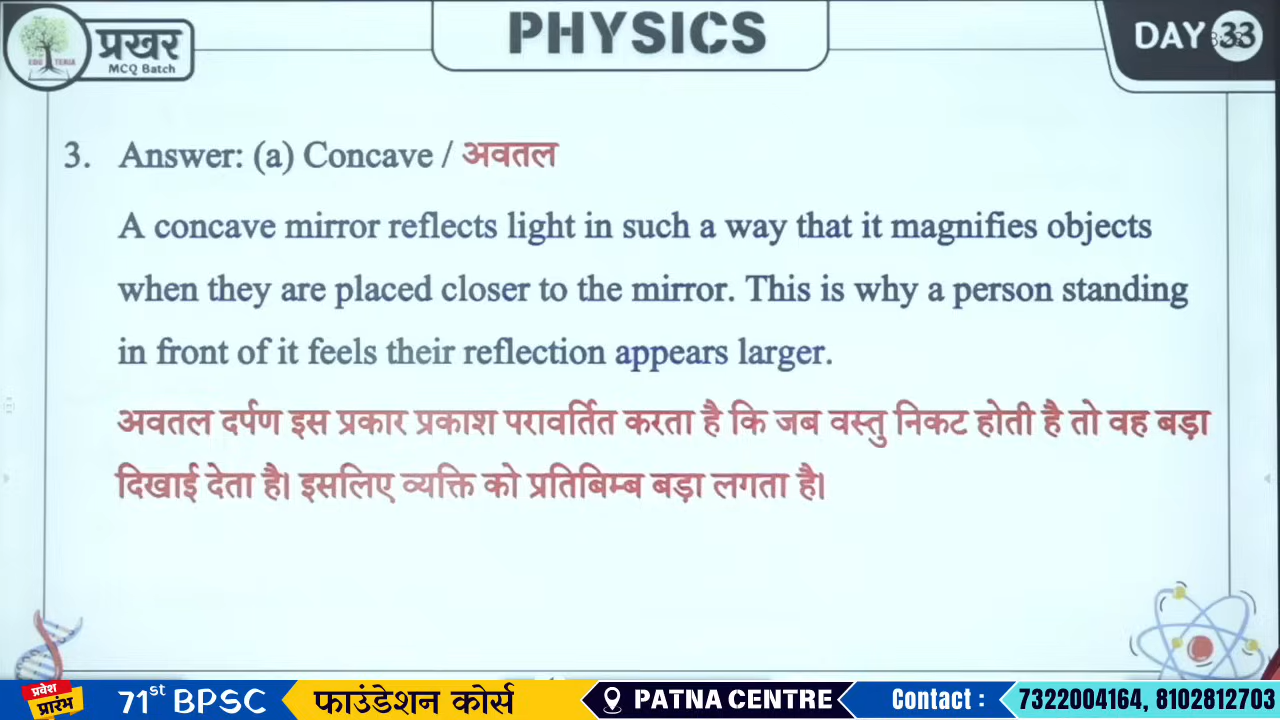 EDU TERIA
प्रखर
MCQ Batch
PHYSICS
DAY 33
3. Answer: (a) Concave / अवतल
A concave mirror reflects light in such a way that it magnifies objects
when they are placed closer to the mirror. This is why a person standing
in front of it feels their reflection appears larger.
अवतल दर्पण इस प्रकार प्रकाश परावर्तित करता है कि जब वस्तु निकट होती है तो वह बड़ा
दिखाई देता है। इसलिए व्यक्ति को प्रतिबिम्ब बड़ा लगता है।
प्रवेश
प्रारंभ
71st BPSC
फाउंडेशन कोर्स
PATNA CENTRE
Contact :
7322004164, 8102812703